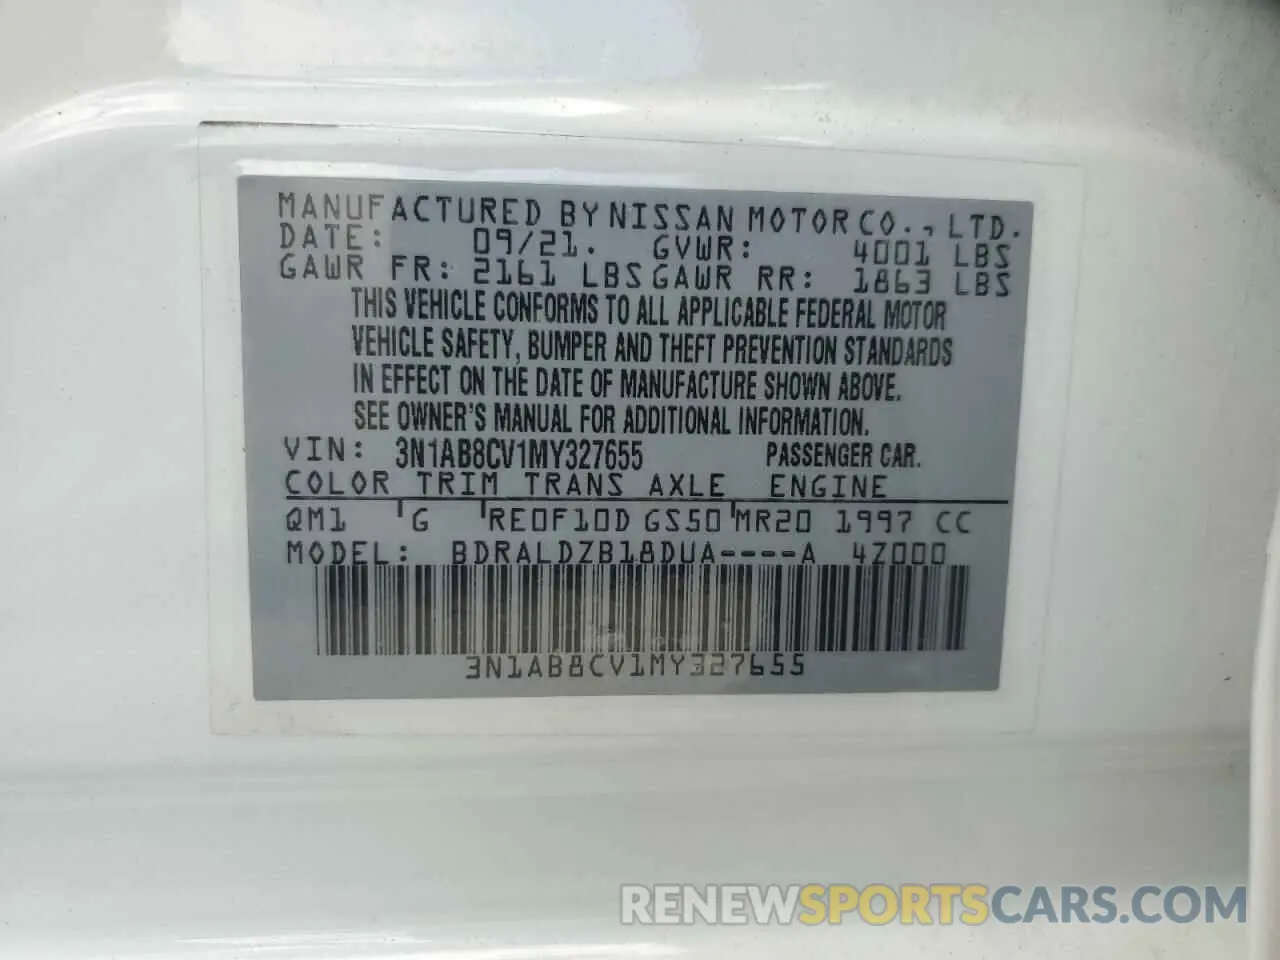 MANUFACTURED BY NISSAN MOTOR CO., LTD.
DATE: 09/21. GVWR: 4001 LBS
GAWR FR: 2161 LBS GAWR RR: 1863 LBS
THIS VEHICLE CONFORMS TO ALL APPLICABLE FEDERAL MOTOR
VEHICLE SAFETY, BUMPER AND THEFT PREVENTION STANDARDS
IN EFFECT ON THE DATE OF MANUFACTURE SHOWN ABOVE.
SEE OWNER'S MANUAL FOR ADDITIONAL INFORMATION.
VIN: 3N1AB8CV1MY327655 PASSENGER CAR.
COLOR TRIM TRANS AXLE ENGINE
QM1 G RE0F10D GS50 MR20 1997 CC
MODEL: BDRALDZB18DUA----A 4Z000
3N1AB8CV1MY327655
RENEWSPORTSCARS.COM